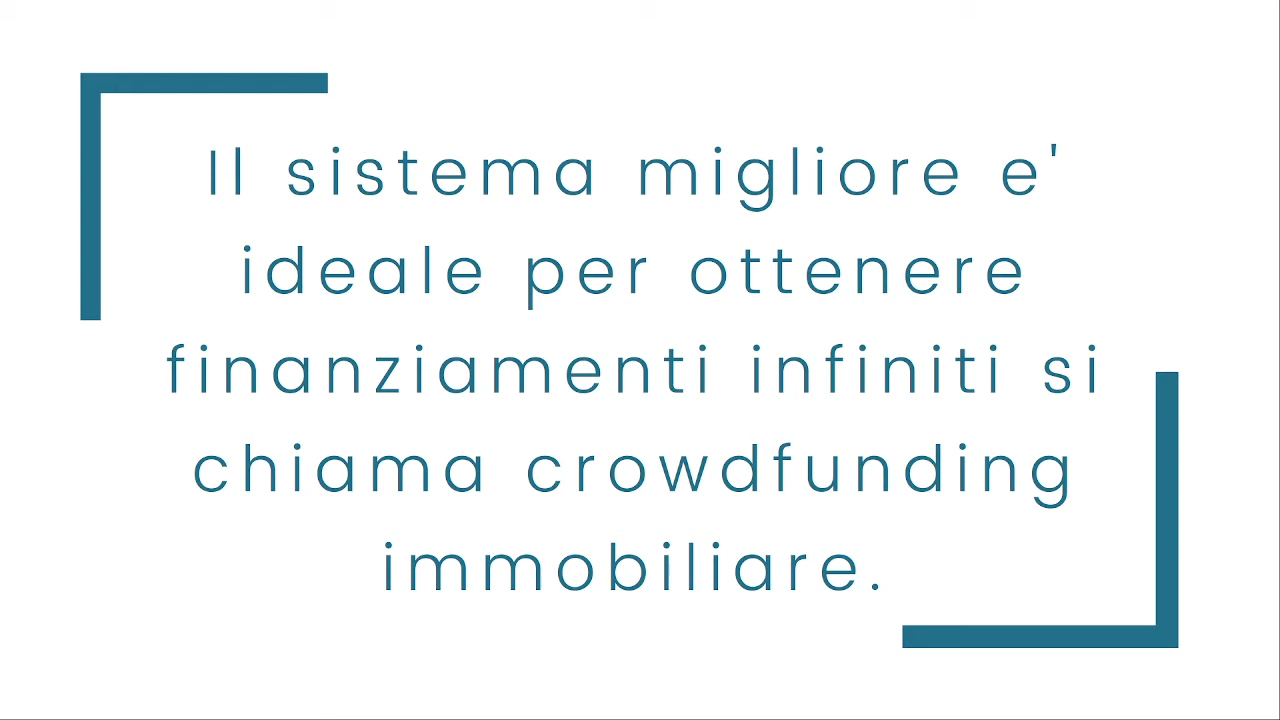 Il sistema migliore e'
ideale per ottenere
finanziamenti infiniti si
chiama crowdfunding
immobiliare.